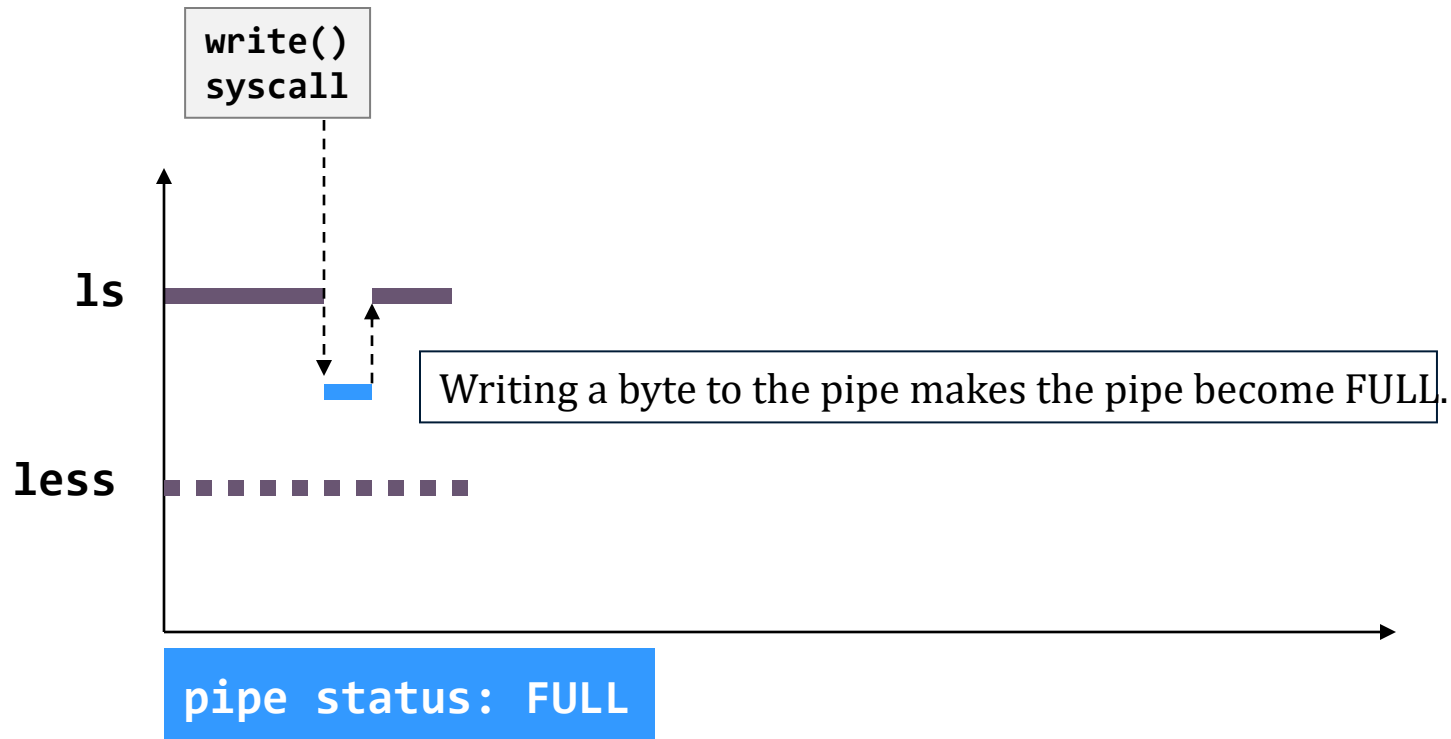 write()
syscall
ls
Writing a byte to the pipe makes the pipe become FULL.
less
pipe status: FULL